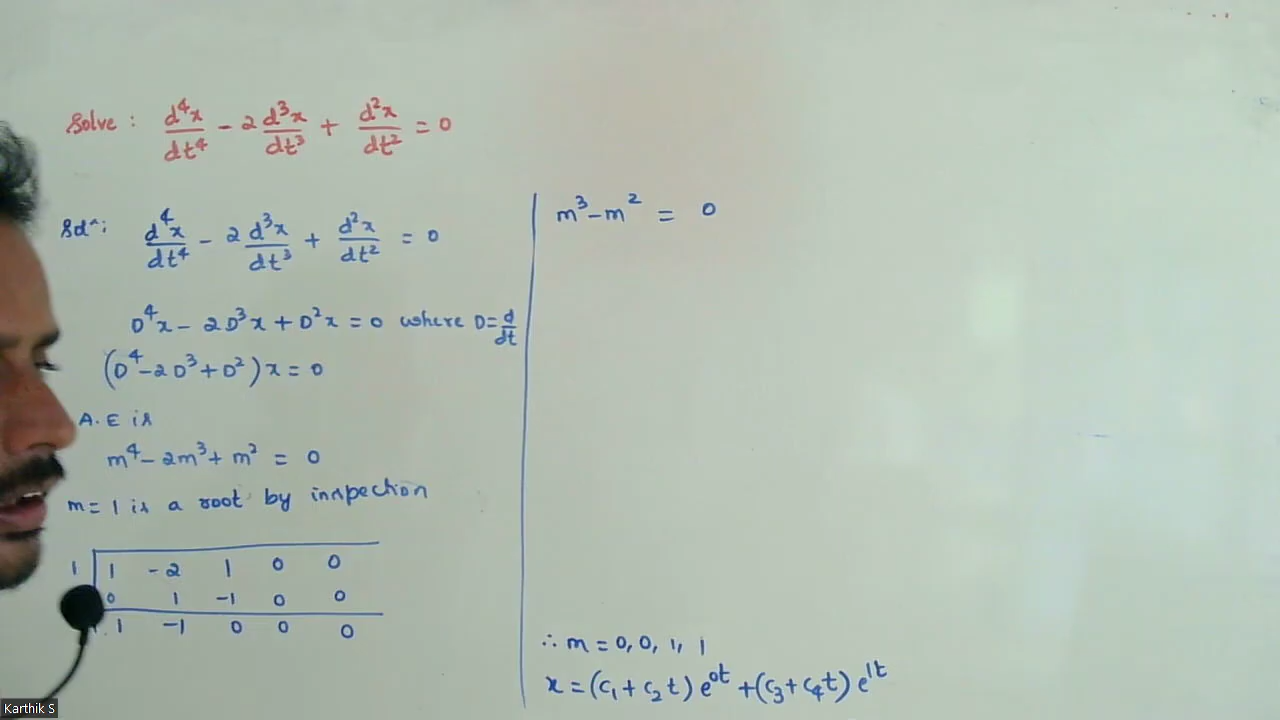 Solve : d⁴x/dt⁴ - 2 d³x/dt³ + d²x/dt² = 0
Solⁿ: d⁴x/dt⁴ - 2 d³x/dt³ + d²x/dt² = 0
D⁴x - 2D³x + D²x = 0 where D = d/dt
(D⁴ - 2D³ + D²)x = 0
A.E is
m⁴ - 2m³ + m² = 0
m = 1 is a root by inspection
1 | 1 -2 1 0 0
0 1 -1 0 0
1 -1 0 0 0
m³ - m² = 0
∴ m = 0, 0, 1, 1
x = (c₁ + c₂t) e⁰ᵗ + (c₃ + c₄t) e¹ᵗ
Karthik S